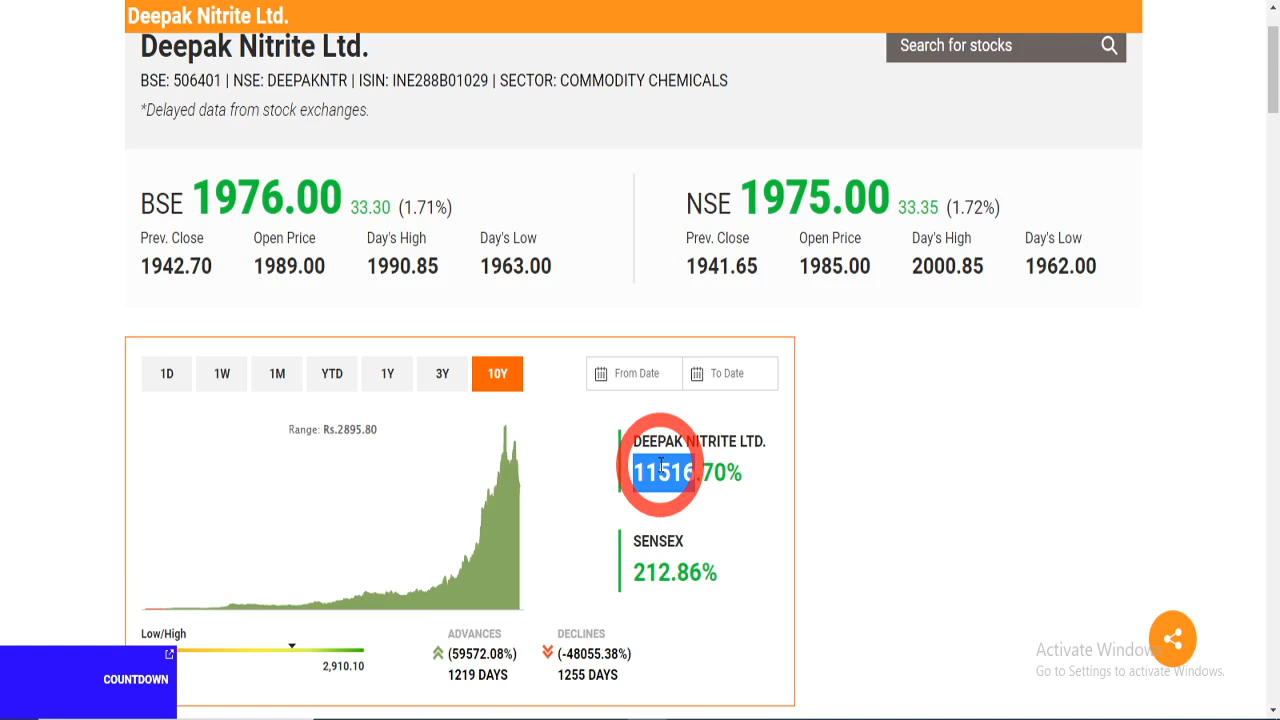 Deepak Nitrite Ltd.
Deepak Nitrite Ltd.
Search for stocks
BSE: 506401 | NSE: DEEPAKNTR | ISIN: INE288B01029 | SECTOR: COMMODITY CHEMICALS
*Delayed data from stock exchanges.
BSE 1976.00 33.30 (1.71%)
Prev. Close Open Price Day's High Day's Low
1942.70 1989.00 1990.85 1963.00
NSE 1975.00 33.35 (1.72%)
Prev. Close Open Price Day's High Day's Low
1941.65 1985.00 2000.85 1962.00
1D 1W 1M YTD 1Y 3Y 10Y
From Date To Date
Range: Rs.2895.80
DEEPAK NITRITE LTD.
11516.70%
SENSEX
212.86%
Low/High
2,910.10
ADVANCES
(59572.08%)
1219 DAYS
DECLINES
(-48055.38%)
1255 DAYS
COUNTDOWN
Activate Windows
Go to Settings to activate Windows.